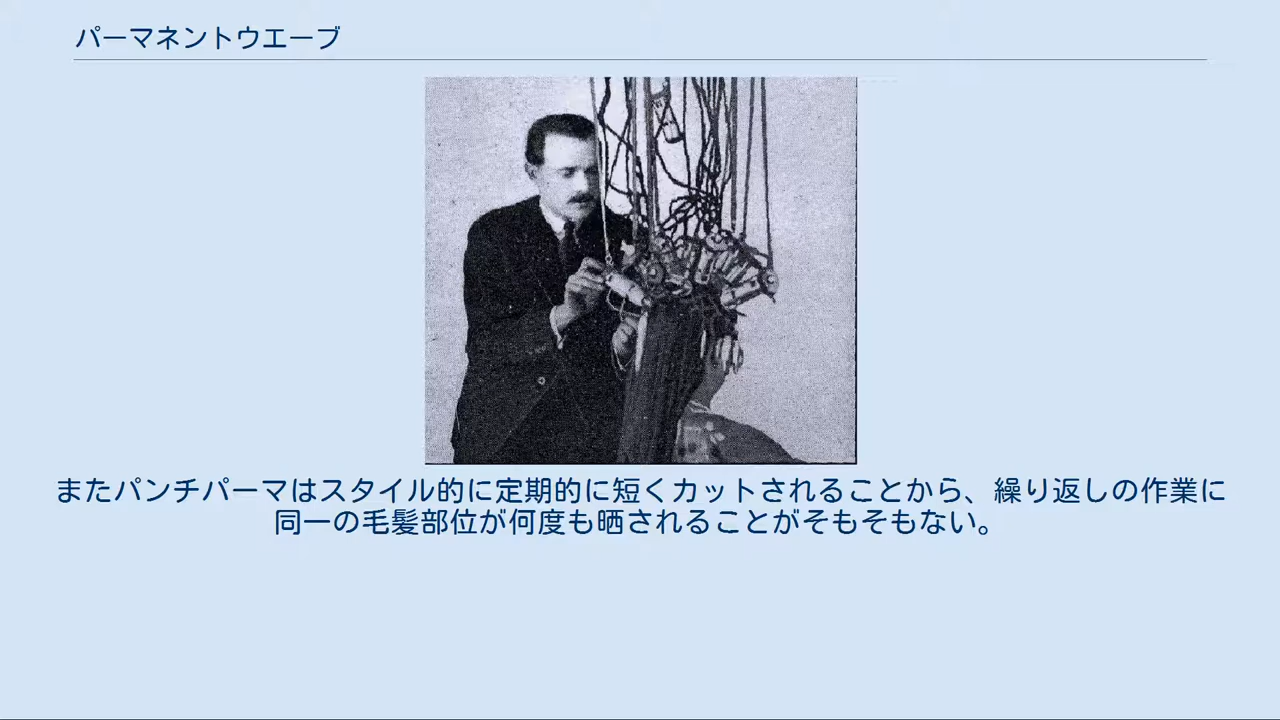 パーマネントウエーブ
またパンチパーマはスタイル的に定期的に短くカットされることから、繰り返しの作業に
同一の毛髪部位が何度も晒されることがそもそもない。